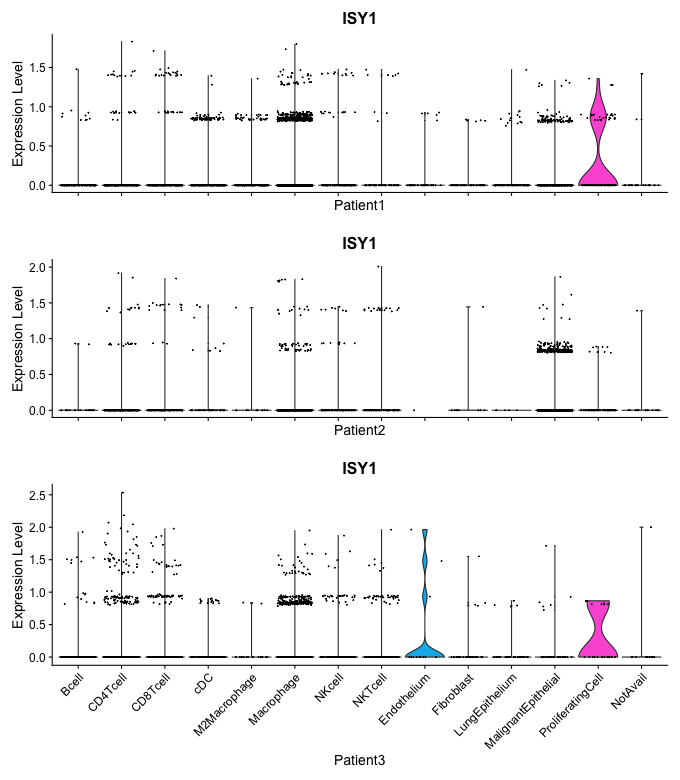 ISY1
Expression Level
1.5
1.0
0.5
0.0
Patient1
ISY1
Expression Level
2.0
1.5
1.0
0.5
0.0
Patient2
ISY1
Expression Level
2.5
2.0
1.5
1.0
0.5
0.0
Bcell
CD4Tcell
CD8Tcell
cDC
M2Macrophage
Macrophage
NKcell
NKTcell
Endothelium
Fibroblast
LungEpithelium
MalignantEpithelial
ProliferatingCell
NotAvail
Patient3